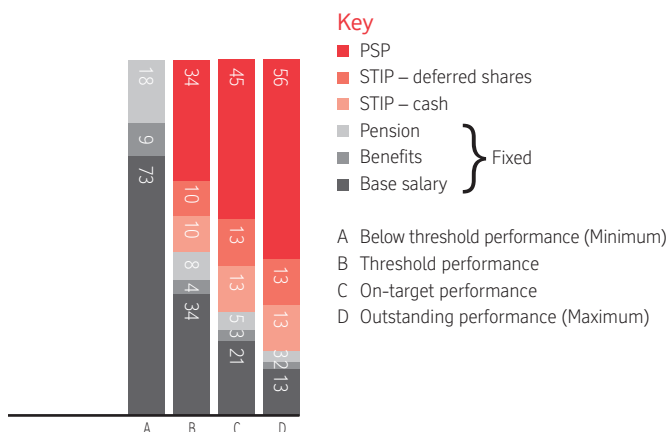 18
9
73
34
10
10
8
4
34
45
13
13
5
3
21
56
13
13
3
2
13
A
B
C
D
Key
PSP
STIP – deferred shares
STIP – cash
Pension
Benefits
Base salary
Fixed
A Below threshold performance (Minimum)
B Threshold performance
C On-target performance
D Outstanding performance (Maximum)